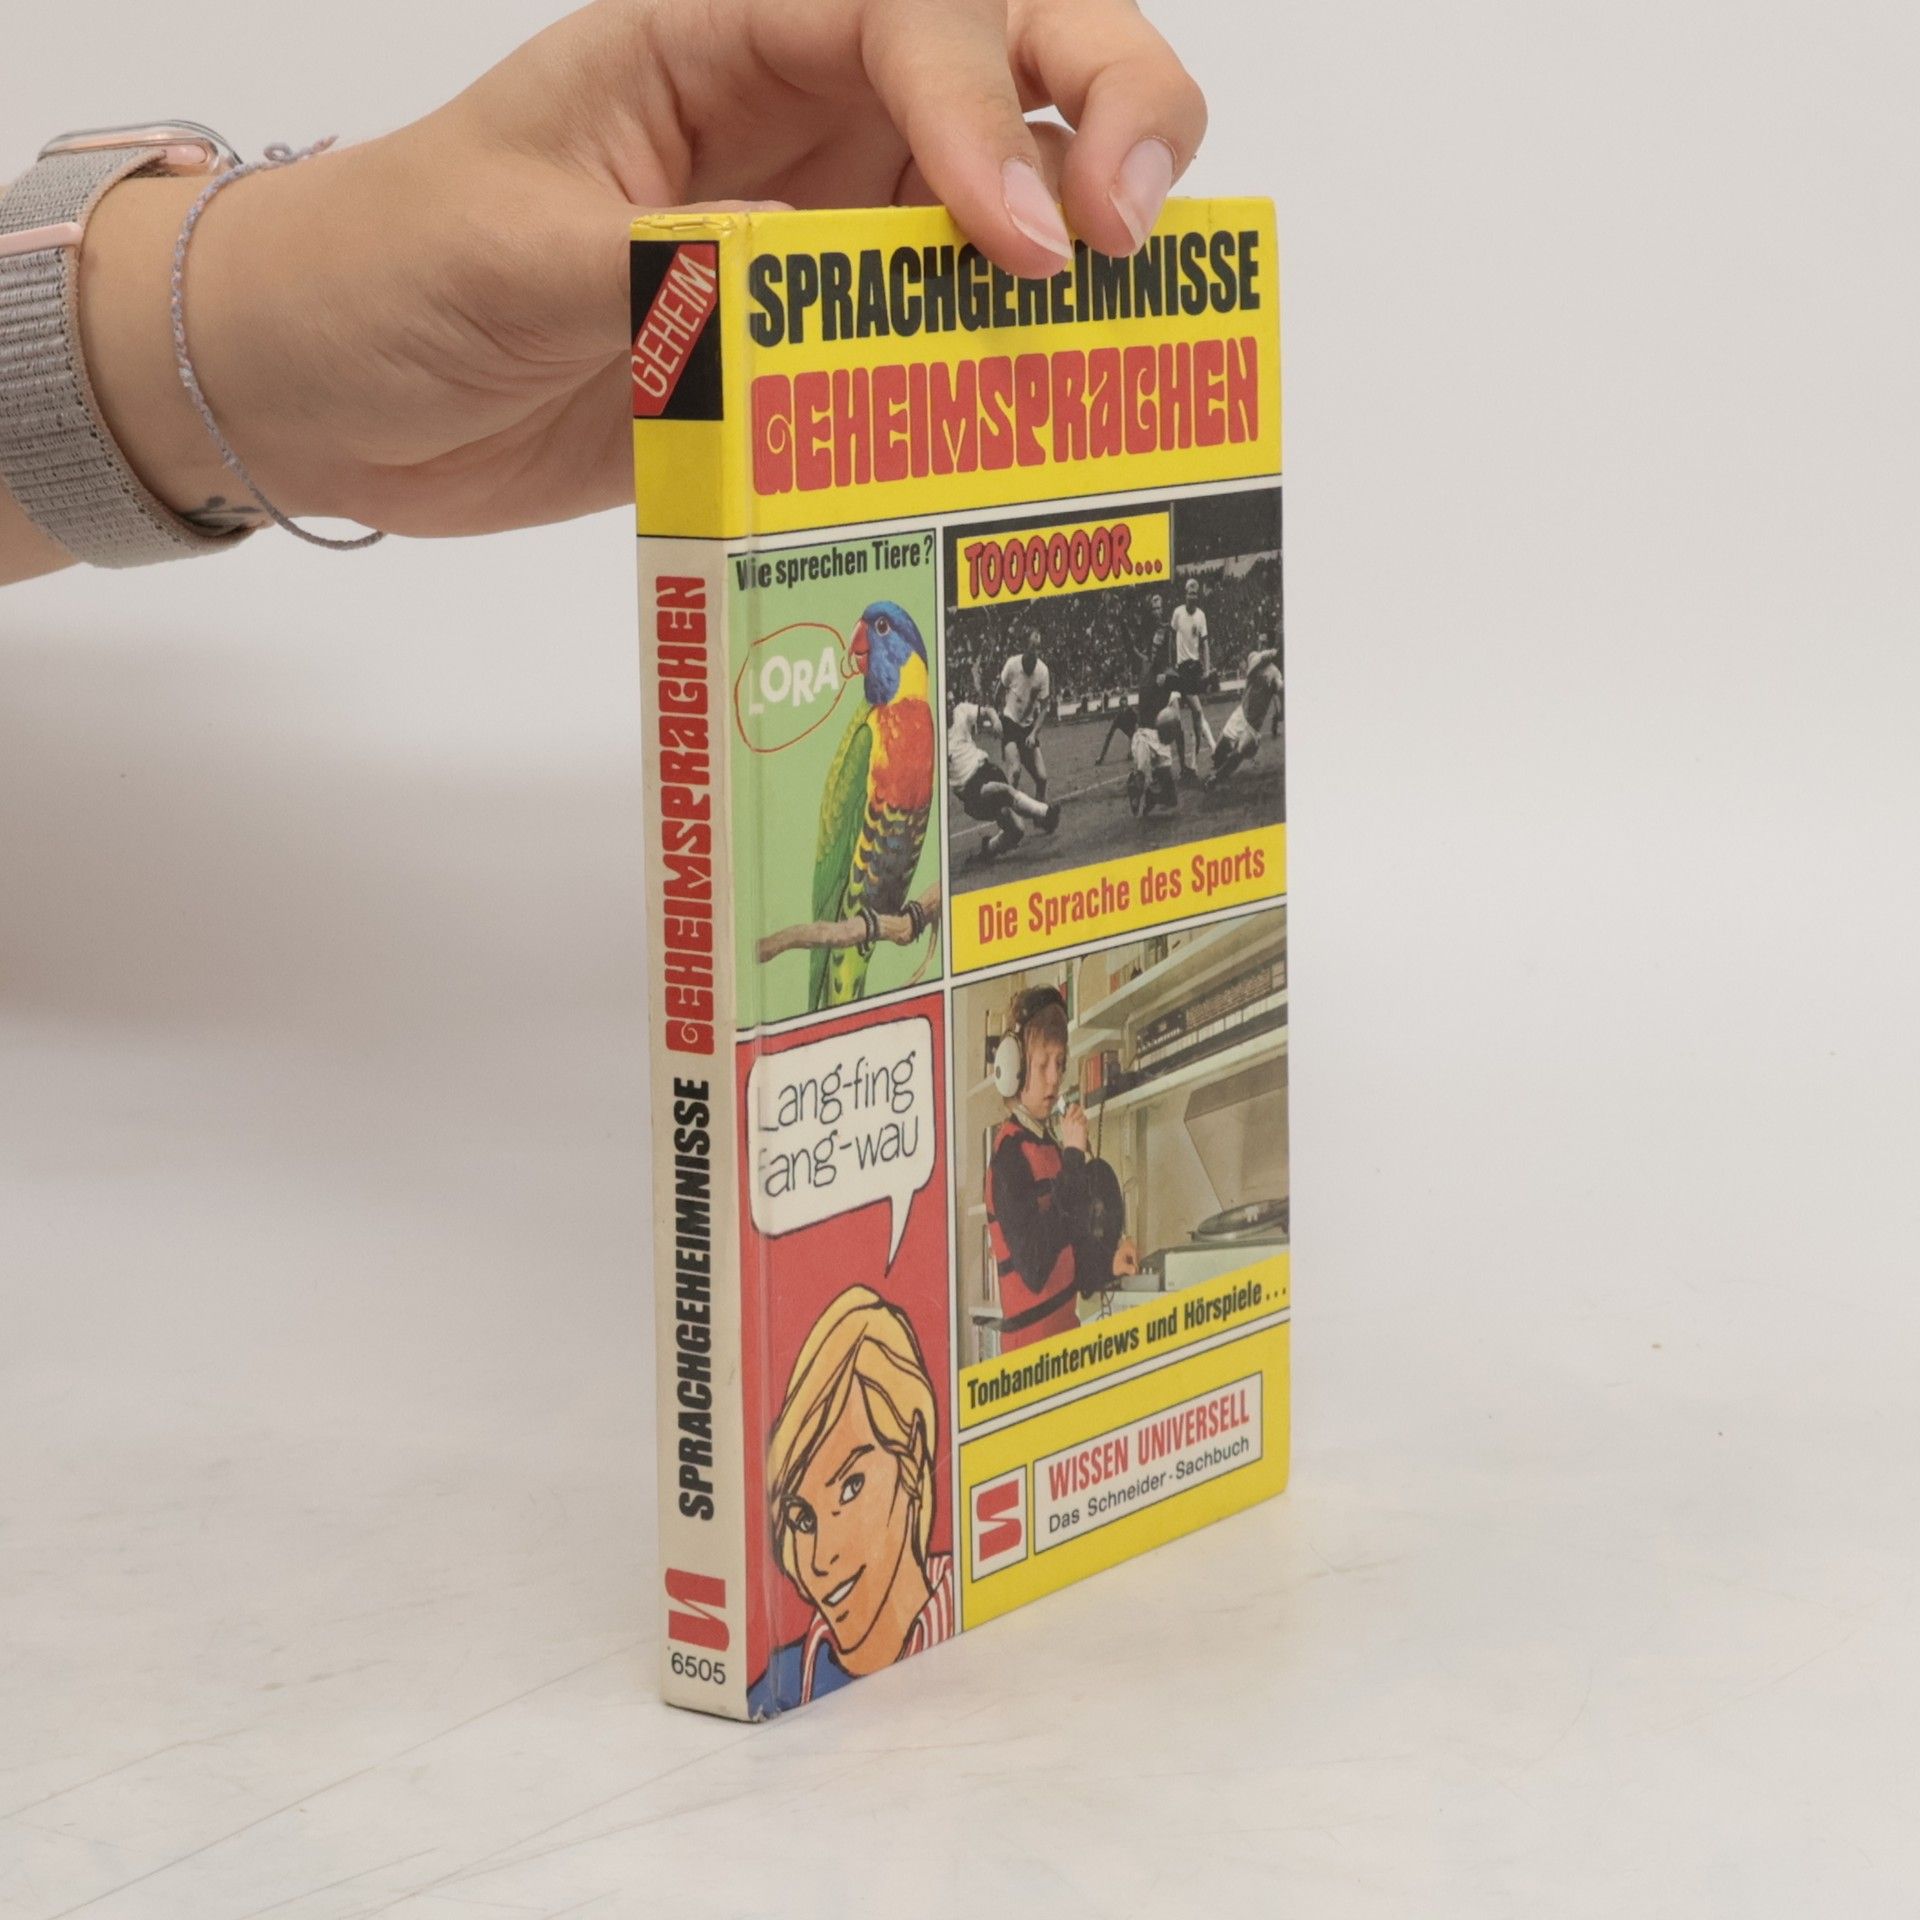 GEHEIM
SPRACHGEHEIMNISSE
GEHEIMSPRACHEN
6505
SPRACHGEHEIMNISSE
GEHEIMSPRACHEN
Wie sprechen Tiere?
LORA
TOOOOOOR...
Die Sprache des Sports
Lang-fing
Fang-wau
Tonbandinterviews und Hörspiele...
WISSEN UNIVERSELL
Das Schneider-Sachbuch